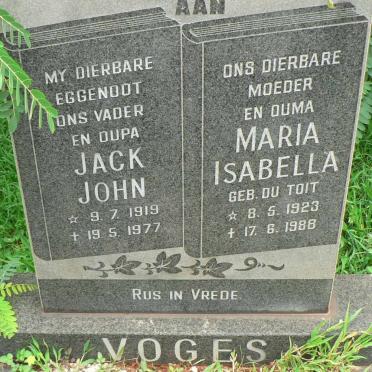 AAN
MY DIERBARE
EGGENOOT
ONS VADER
EN OUPA
JACK
JOHN
☆ 9.7.1919
✝ 19.5.1977
ONS DIERBARE
MOEDER
EN OUMA
MARIA
ISABELLA
GEB. DU TOIT
☆ 8.5.1923
✝ 17.6.1988
RUS IN VREDE
VOGES